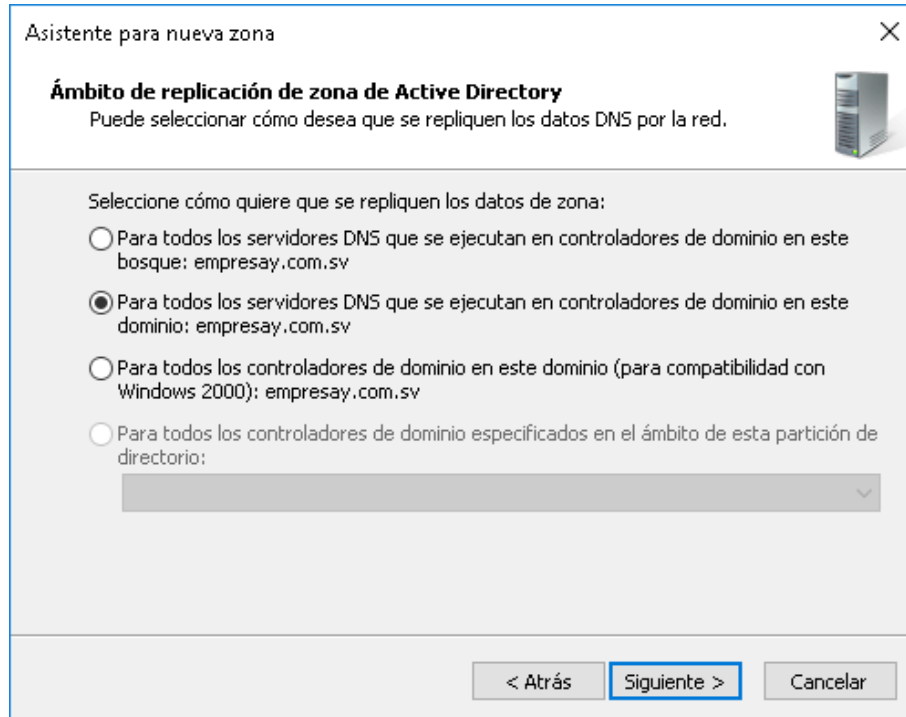 Asistente para nueva zona
Ámbito de replicación de zona de Active Directory
Puede seleccionar cómo desea que se repliquen los datos DNS por la red.
Seleccione cómo quiere que se repliquen los datos de zona:
Para todos los servidores DNS que se ejecutan en controladores de dominio en este
bosque: empresay.com.sv
Para todos los servidores DNS que se ejecutan en controladores de dominio en este
dominio: empresay.com.sv
Para todos los controladores de dominio en este dominio (para compatibilidad con
Windows 2000): empresay.com.sv
Para todos los controladores de dominio especificados en el ámbito de esta partición de
directorio:
< Atrás
Siguiente >
Cancelar